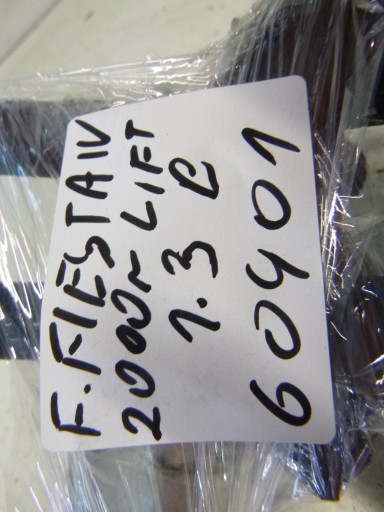 F.FIESTA IV
2000r LIFT
1.3 B
60401